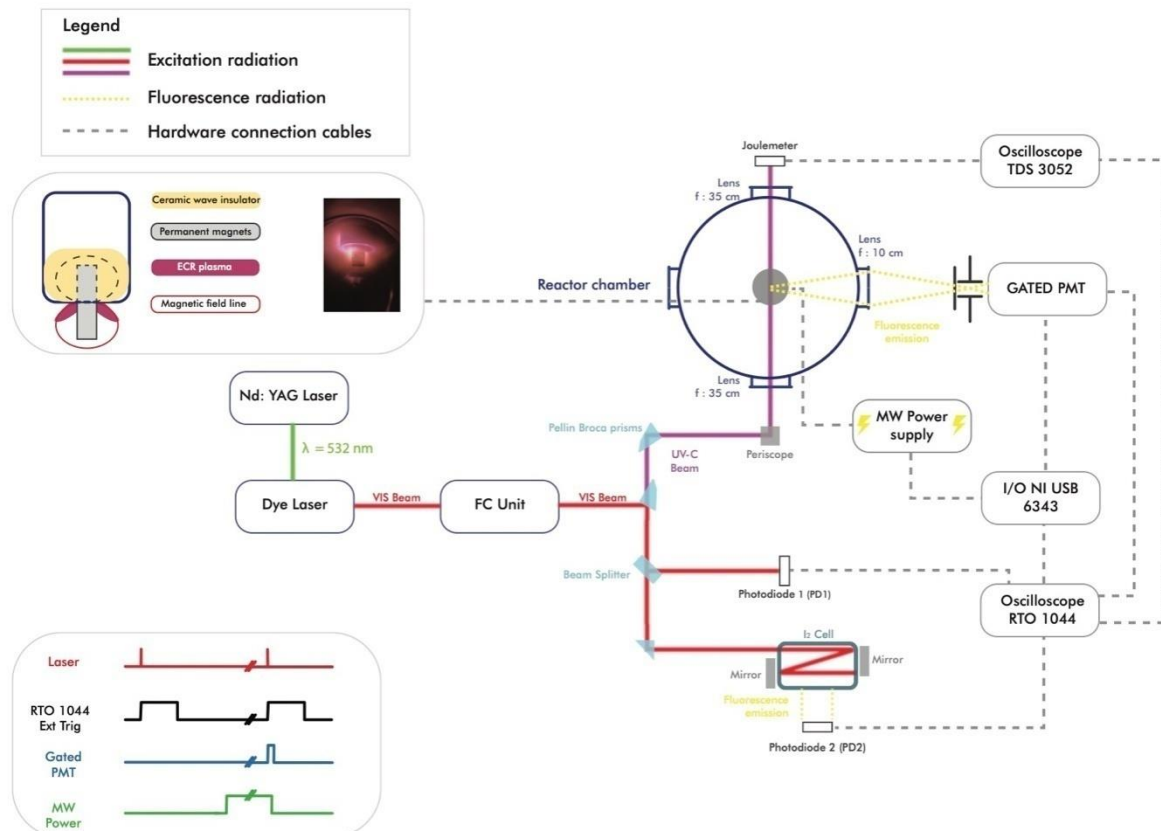 Legend
Excitation radiation
Fluorescence radiation
Hardware connection cables
Ceramic wave insulator
Permanent magnets
ECR plasma
Magnetic field line
Joulemeter
Oscilloscope
TDS 3052
Lens
f : 35 cm
Lens
f : 10 cm
Reactor chamber
GATED PMT
Fluorescence
emission
Lens
f : 35 cm
Nd: YAG Laser
λ = 532 nm
Pellin Broca prisms
UV-C
Beam
Periscope
MW Power
supply
I/O NI USB
6343
Dye Laser
VIS Beam
FC Unit
VIS Beam
Beam Splitter
Photodiode 1 (PD1)
Oscilloscope
RTO 1044
I₂ Cell
Mirror
Mirror
Fluorescence
emission
Photodiode 2 (PD2)
Laser
RTO 1044
Ext Trig
Gated
PMT
MW
Power